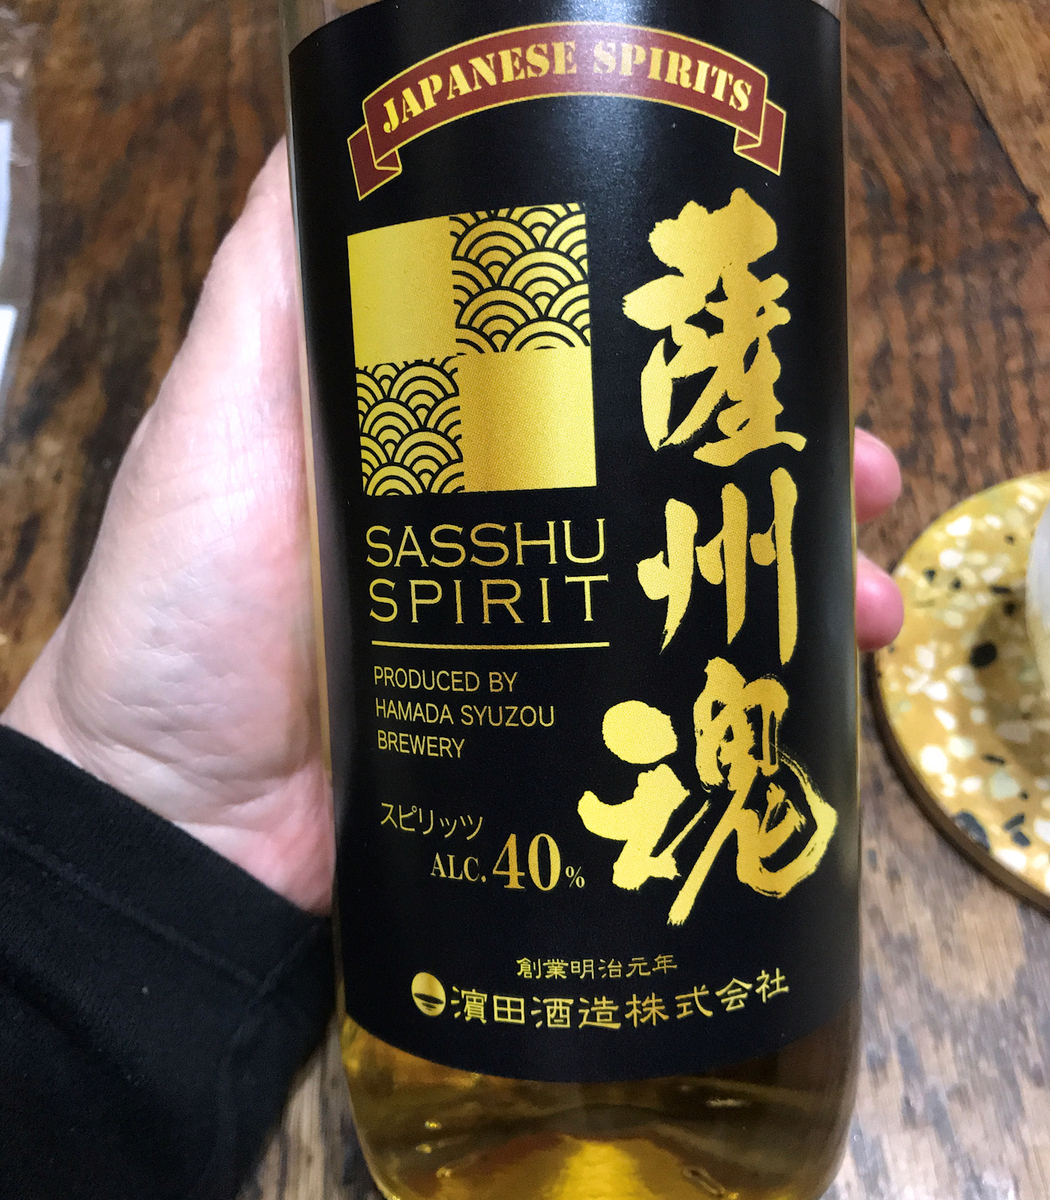 JAPANESE SPIRITS
薩州魂
SASSHU
SPIRIT
PRODUCED BY
HAMADA SYUZOU
BREWERY
スピリッツ
ALC. 40%
創業明治元年
濵田酒造株式会社